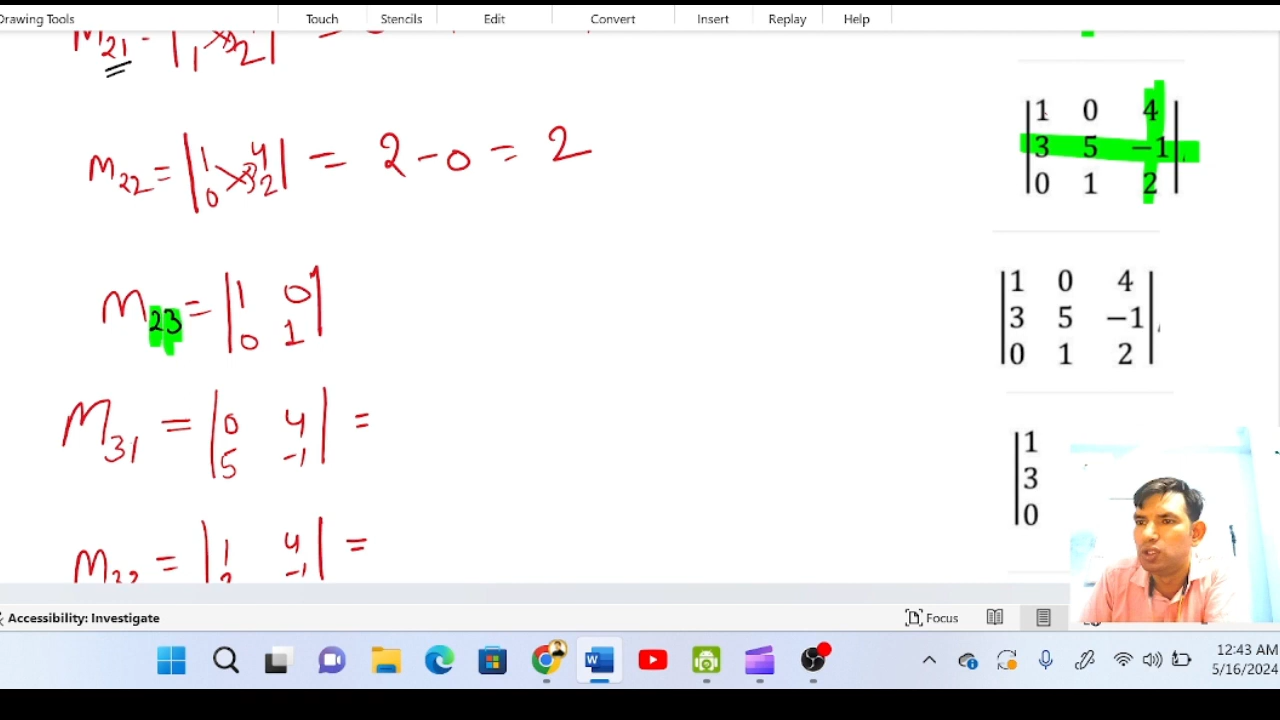 Drawing Tools Touch Stencils Edit Convert Insert Replay Help
M21
1 2
M22 = |1 4| = 2 - 0 = 2
0 2
M23 = |1 0|
0 1
M31 = |0 4| =
5 -1
= |1 4| =
-1
|1 0 4|
|3 5 −1|,
|0 1 2|
|1 0 4|
|3 5 −1|,
|0 1 2|
|1
|3
|0
Accessibility: Investigate Focus
12:43 AM
5/16/2024